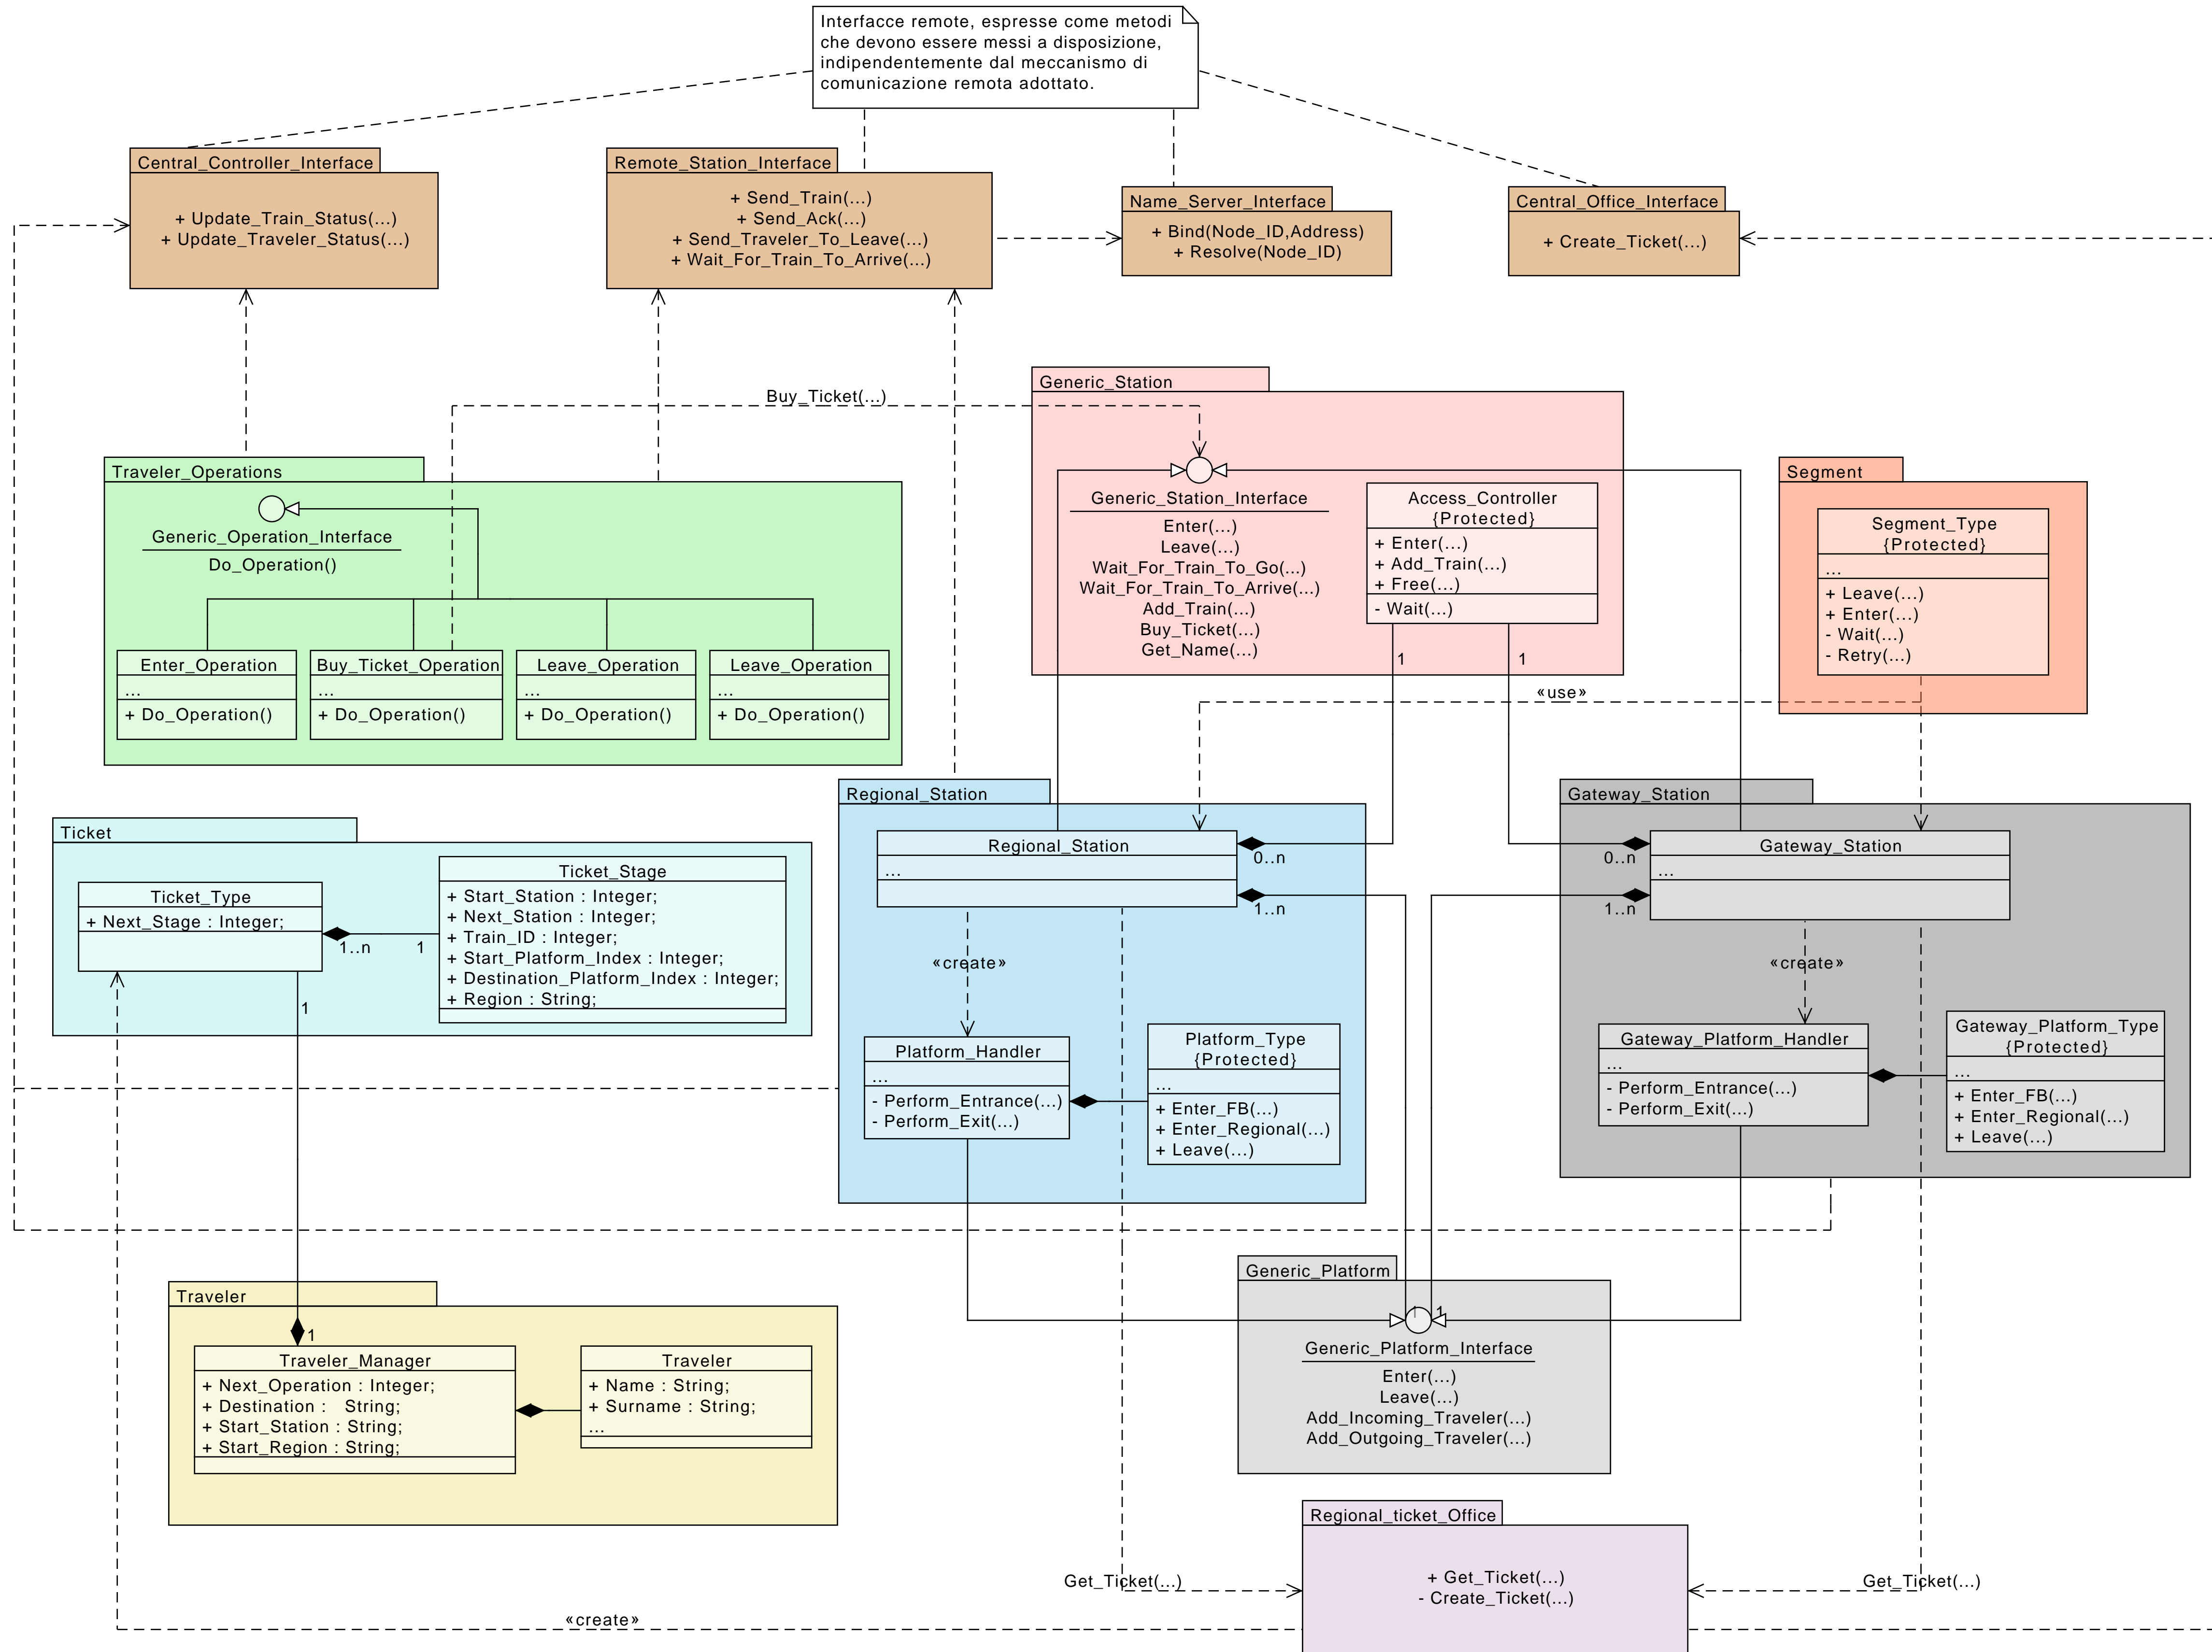 Interfacce remote, espresse come metodi
che devono essere messi a disposizione,
indipendentemente dal meccanismo di
comunicazione remota adottato.
Central_Controller_Interface
+ Update_Train_Status(...)
+ Update_Traveler_Status(...)
Remote_Station_Interface
+ Send_Train(...)
+ Send_Ack(...)
+ Send_Traveler_To_Leave(...)
+ Wait_For_Train_To_Arrive(...)
Name_Server_Interface
+ Bind(Node_ID,Address)
+ Resolve(Node_ID)
Central_Office_Interface
+ Create_Ticket(...)
Buy_Ticket(...)
Generic_Station
Generic_Station_Interface
Enter(...)
Leave(...)
Wait_For_Train_To_Go(...)
Wait_For_Train_To_Arrive(...)
Add_Train(...)
Buy_Ticket(...)
Get_Name(...)
Access_Controller
{Protected}
+ Enter(...)
+ Add_Train(...)
+ Free(...)
- Wait(...)
1
1
Segment
Segment_Type
{Protected}
...
+ Leave(...)
+ Enter(...)
- Wait(...)
- Retry(...)
«use»
Traveler_Operations
Generic_Operation_Interface
Do_Operation()
Enter_Operation
...
+ Do_Operation()
Buy_Ticket_Operation
...
+ Do_Operation()
Leave_Operation
...
+ Do_Operation()
Leave_Operation
...
+ Do_Operation()
Ticket
Ticket_Type
+ Next_Stage : Integer;
1..n
1
Ticket_Stage
+ Start_Station : Integer;
+ Next_Station : Integer;
+ Train_ID : Integer;
+ Start_Platform_Index : Integer;
+ Destination_Platform_Index : Integer;
+ Region : String;
1
Regional_Station
Regional_Station
...
0..n
1..n
«create»
Platform_Handler
...
- Perform_Entrance(...)
- Perform_Exit(...)
Platform_Type
{Protected}
...
+ Enter_FB(...)
+ Enter_Regional(...)
+ Leave(...)
Gateway_Station
Gateway_Station
...
0..n
1..n
«create»
Gateway_Platform_Handler
...
- Perform_Entrance(...)
- Perform_Exit(...)
Gateway_Platform_Type
{Protected}
...
+ Enter_FB(...)
+ Enter_Regional(...)
+ Leave(...)
Traveler
1
Traveler_Manager
+ Next_Operation : Integer;
+ Destination :   String;
+ Start_Station : String;
+ Start_Region : String;
Traveler
+ Name : String;
+ Surname : String;
...
Generic_Platform
1
1
Generic_Platform_Interface
Enter(...)
Leave(...)
Add_Incoming_Traveler(...)
Add_Outgoing_Traveler(...)
Regional_ticket_Office
+ Get_Ticket(...)
- Create_Ticket(...)
Get_Ticket(...)
Get_Ticket(...)
«create»